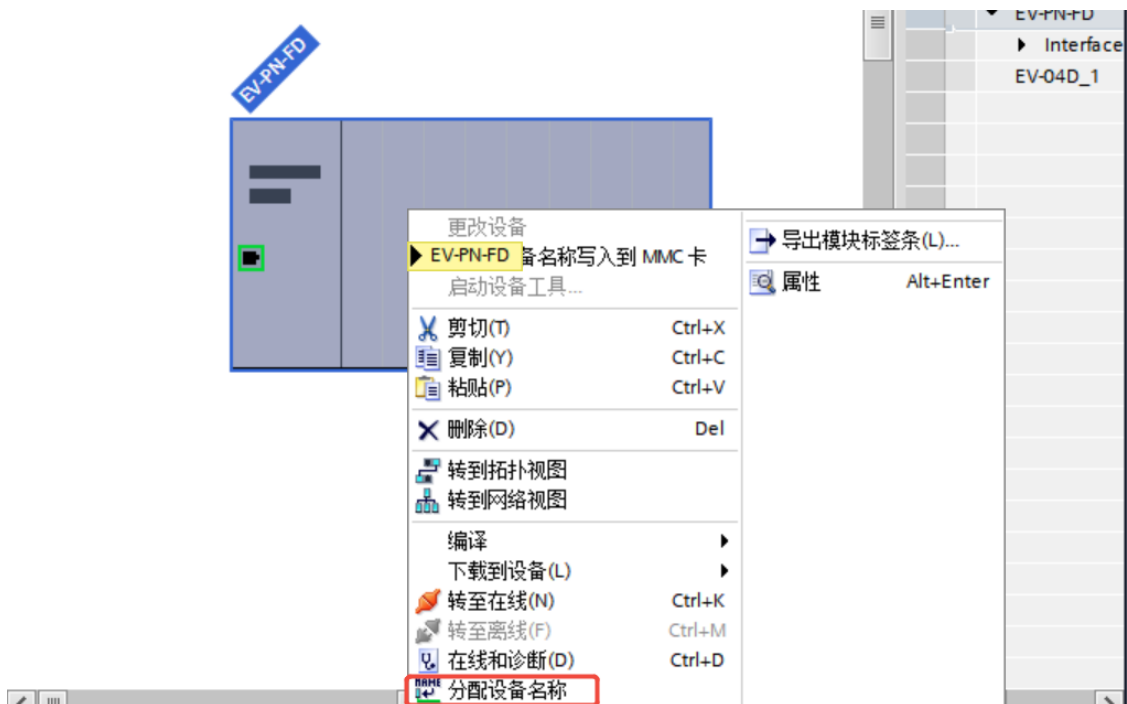 EV-PN-FD
EV-PN-FD
Interface
EV-04D_1
更改设备
EV-PN-FD 备名称写入到 MMC 卡
启动设备工具...
剪切(T) Ctrl+X
复制(Y) Ctrl+C
粘贴(P) Ctrl+V
删除(D) Del
转到拓扑视图
转到网络视图
编译
下载到设备(L)
转至在线(N) Ctrl+K
转至离线(F) Ctrl+M
在线和诊断(D) Ctrl+D
NAME 分配设备名称
导出模块标签条(L)...
属性 Alt+Enter